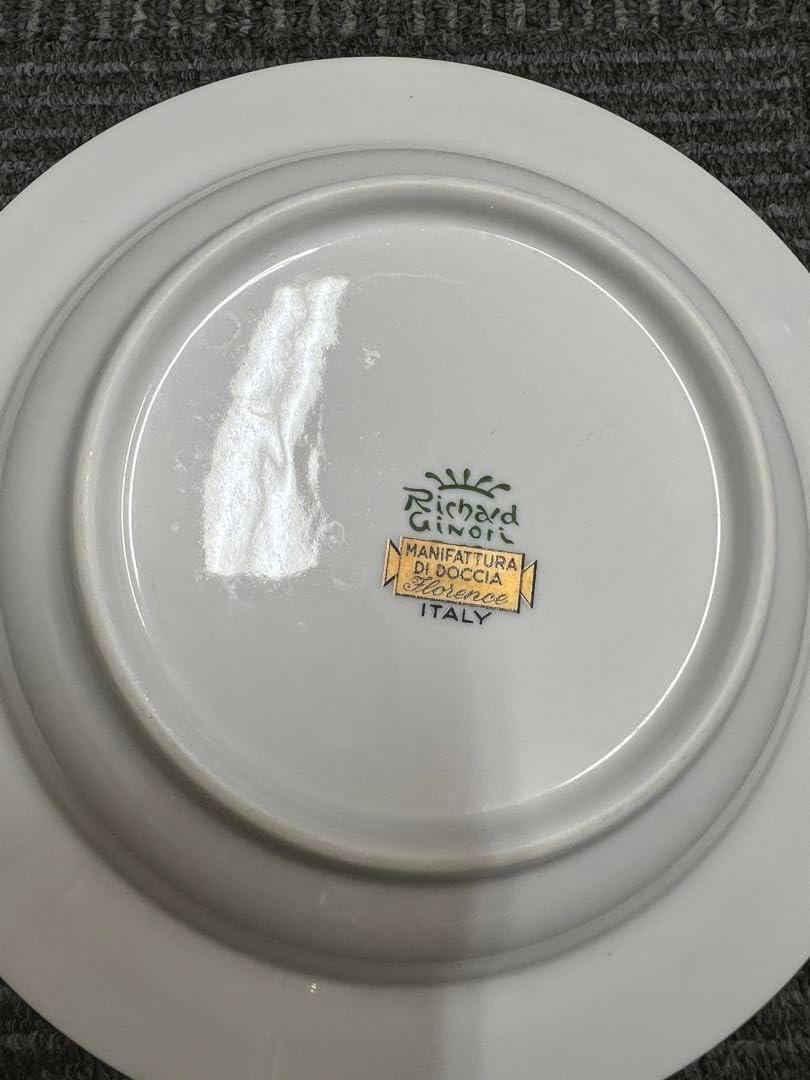 Richard
Ginori
MANIFATTURA
DI DOCCIA
Florence
ITALY